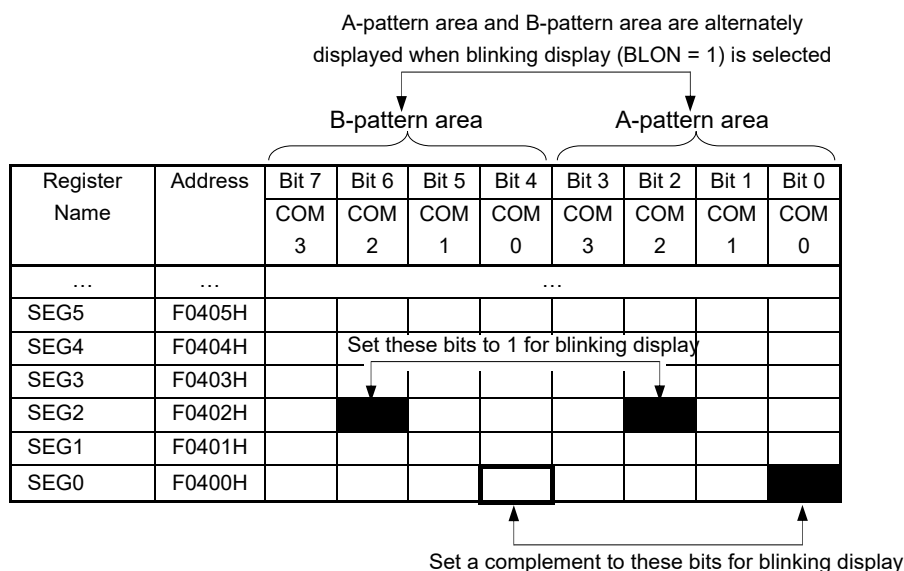 A-pattern area and B-pattern area are alternately
displayed when blinking display (BLON = 1) is selected
B-pattern area A-pattern area
Register Address Bit 7 Bit 6 Bit 5 Bit 4 Bit 3 Bit 2 Bit 1 Bit 0
Name COM COM COM COM COM COM COM COM
3 2 1 0 3 2 1 0
… … …
SEG5 F0405H
SEG4 F0404H Set these bits to 1 for blinking display
SEG3 F0403H
SEG2 F0402H
SEG1 F0401H
SEG0 F0400H
Set a complement to these bits for blinking display